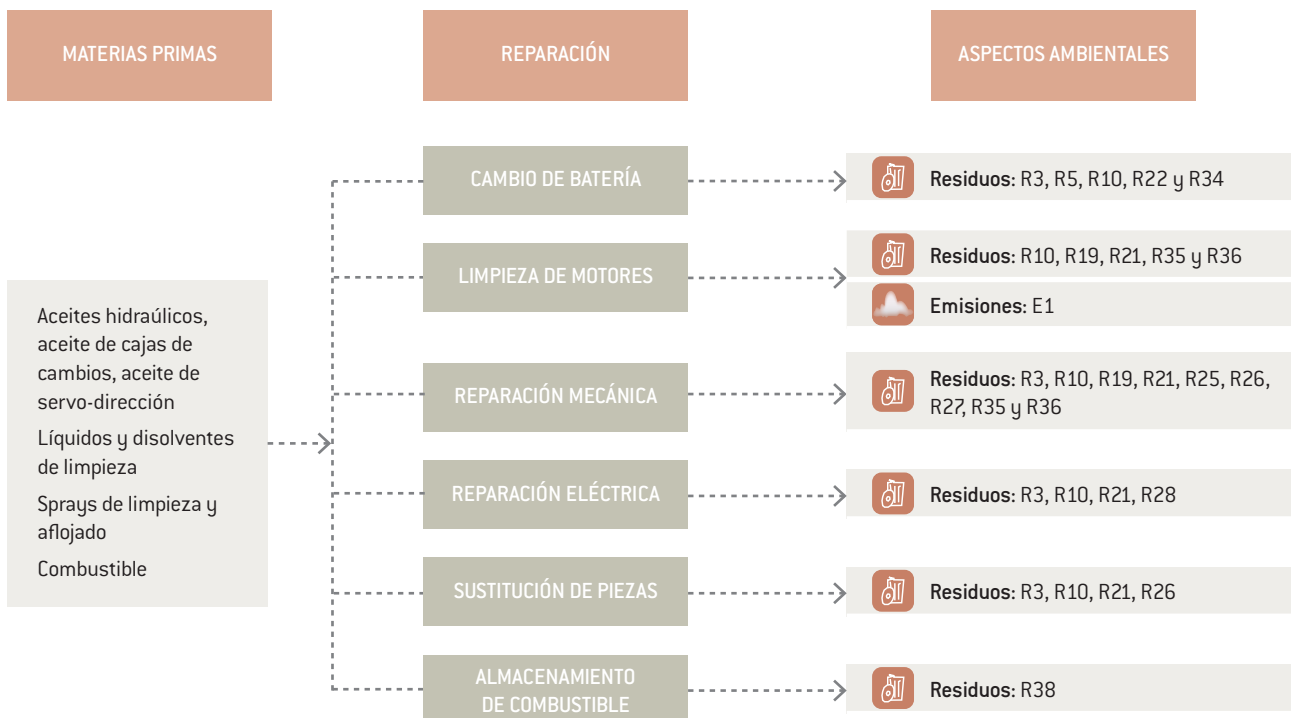 MATERIAS PRIMAS
REPARACIÓN
ASPECTOS AMBIENTALES
Aceites hidraúlicos,
aceite de cajas de
cambios, aceite de
servo-dirección
Líquidos y disolventes
de limpieza
Sprays de limpieza y
aflojado
Combustible
CAMBIO DE BATERÍA
Residuos: R3, R5, R10, R22 y R34
LIMPIEZA DE MOTORES
Residuos: R10, R19, R21, R35 y R36
Emisiones: E1
REPARACIÓN MECÁNICA
Residuos: R3, R10, R19, R21, R25, R26,
R27, R35 y R36
REPARACIÓN ELÉCTRICA
Residuos: R3, R10, R21, R28
SUSTITUCIÓN DE PIEZAS
Residuos: R3, R10, R21, R26
ALMACENAMIENTO
DE COMBUSTIBLE
Residuos: R38